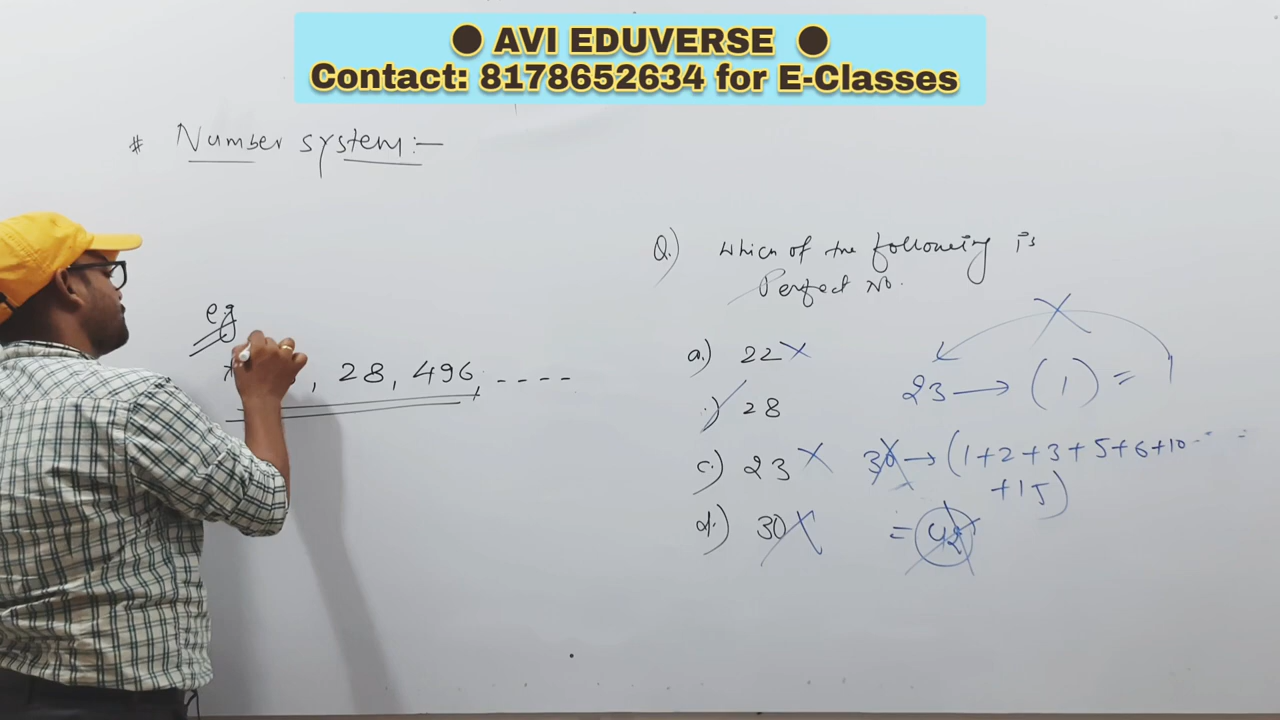 ● AVI EDUVERSE ●
Contact: 8178652634 for E-Classes
# Number system:-
eg
, 28, 496, ----
Q.) Which of the following is
Perfect No.
a.) 22 X
28
c.) 23 X
d.) 30 X
X
23 → (1) = 1
30 → (1+2+3+5+6+10
+15)
= 42